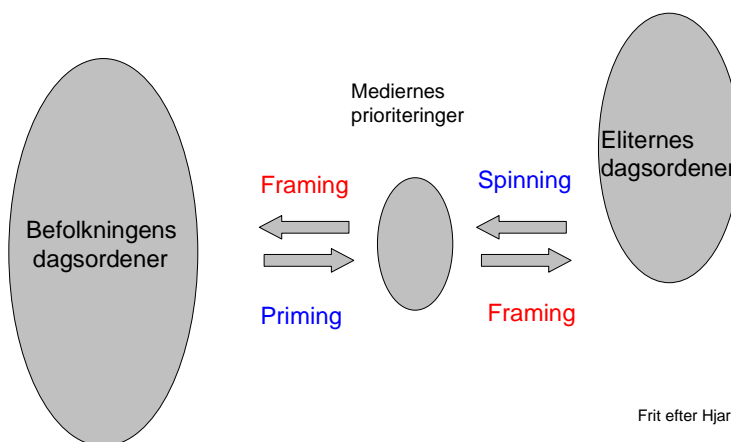 Mediernes
prioriteringer
Eliternes
dagsordener
Framing
Spinning
Befolkningens
dagsordener
Priming
Framing
Frit efter Hjar